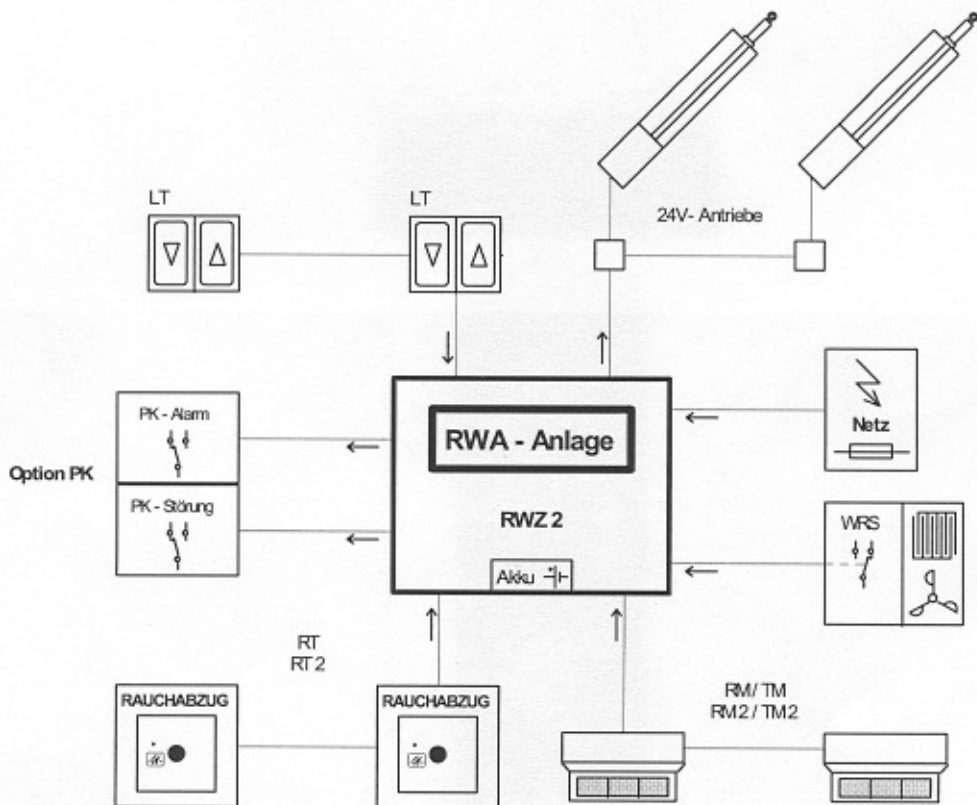 LT
LT
24V- Antriebe
PK - Alarm
RWA - Anlage
Netz
Option PK
PK - Störung
RWZ 2
WRS
Akku
RT
RT 2
RAUCHABZUG
RAUCHABZUG
RM / TM
RM 2 / TM 2